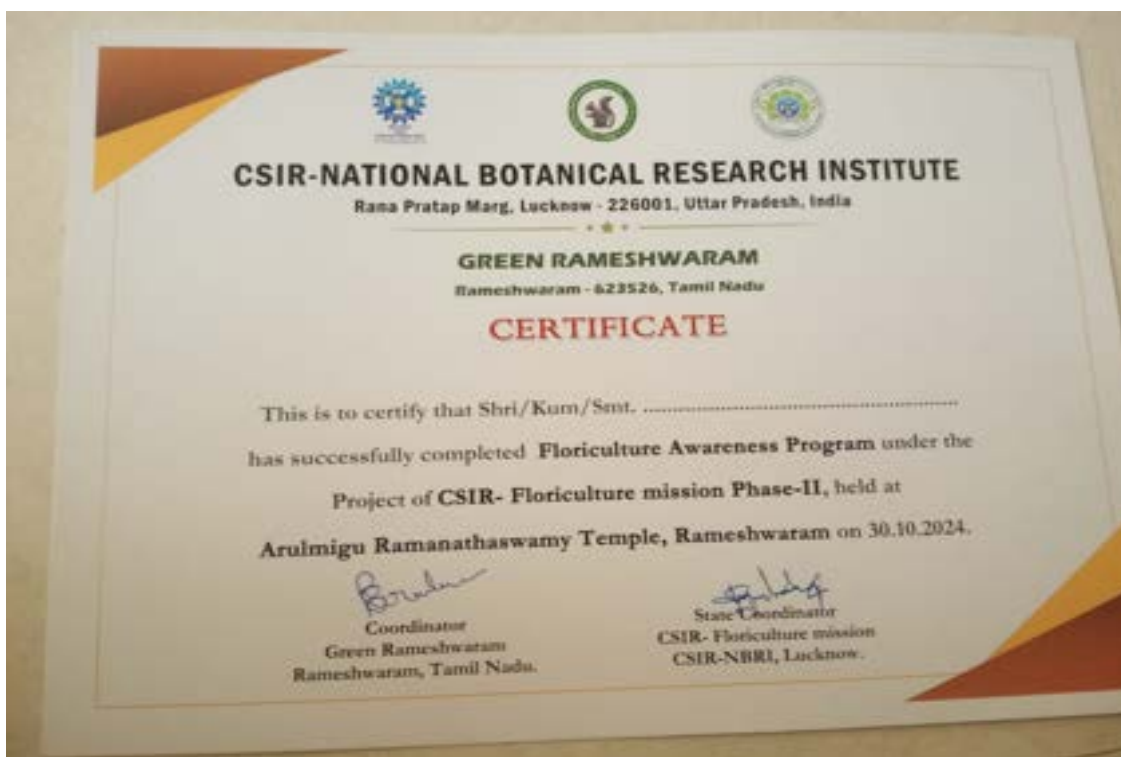 CSIR-NATIONAL BOTANICAL RESEARCH INSTITUTE
Rana Pratap Marg, Lucknow - 226001, Uttar Pradesh, India
GREEN RAMESHWARAM
Rameshwaram - 623526, Tamil Nadu
CERTIFICATE
This is to certify that Shri/Kum/Smt. ................................................................
has successfully completed Floriculture Awareness Program under the
Project of CSIR- Floriculture mission Phase-II, held at
Arulmigu Ramanathaswamy Temple, Rameshwaram on 30.10.2024.
Coordinator
Green Rameshwaram
Rameshwaram, Tamil Nadu.
State Coordinator
CSIR- Floriculture mission
CSIR-NBRI, Lucknow.